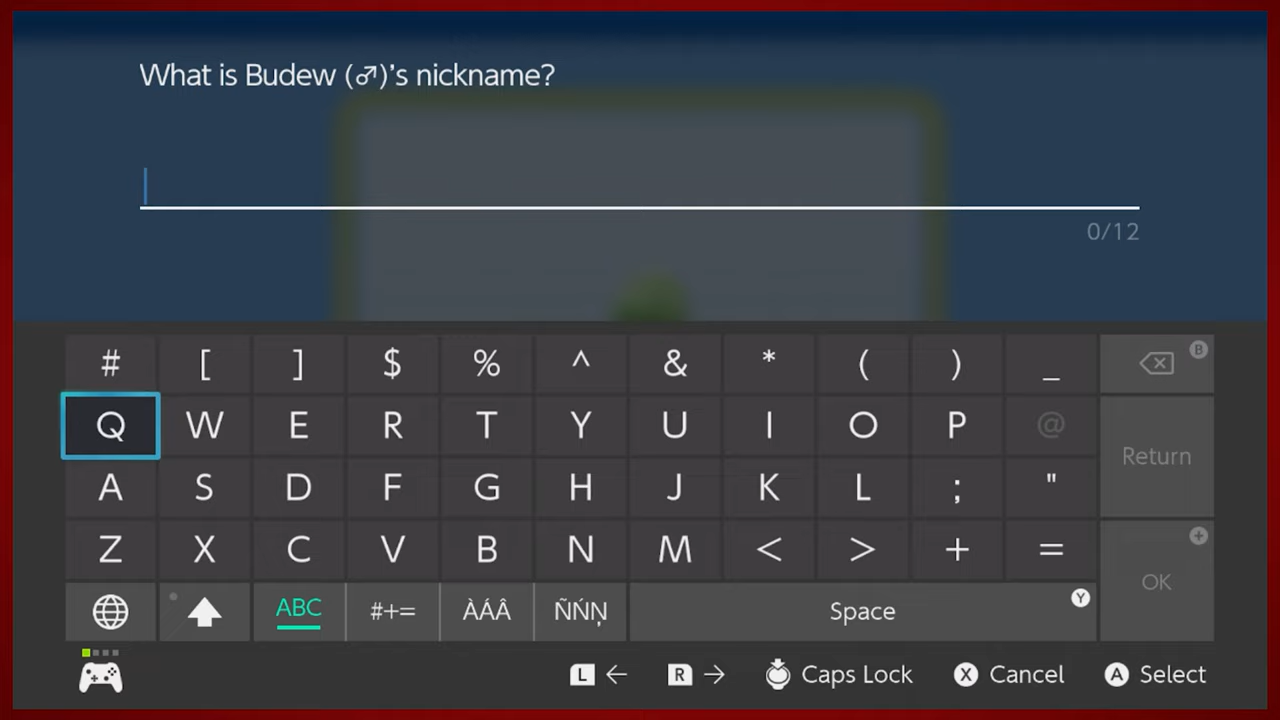 What is Budew (♂)'s nickname?
0/12
# [ ] $ % ^ & * ( ) _ B
Q W E R T Y U I O P @ Return
A S D F G H J K L ; "
Z X C V B N M < > + = OK
ABC #+= ÀÁÂ ÑŃŅ Space Y
L ← R → Caps Lock X Cancel A Select